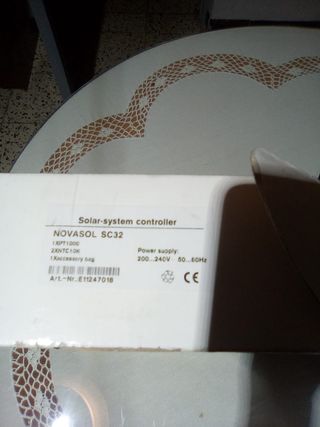 Solar-system controller
NOVASOL SC32
1XPT1000
2XNTC10K
1Xaccessory bag
Power supply:
200...240V 50...60Hz
Art.-Nr.:E11247018
CE